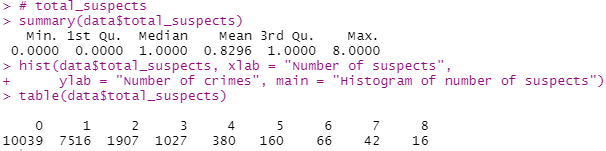 > # total_suspects
> summary(data$total_suspects)
   Min. 1st Qu.  Median    Mean 3rd Qu.    Max.
 0.0000  0.0000  1.0000  0.8296  1.0000  8.0000
> hist(data$total_suspects, xlab = "Number of suspects",
+      ylab = "Number of crimes", main = "Histogram of number of suspects")
> table(data$total_suspects)
    0     1     2     3     4     5     6     7     8
10039  7516  1907  1027   380   160    66    42    16